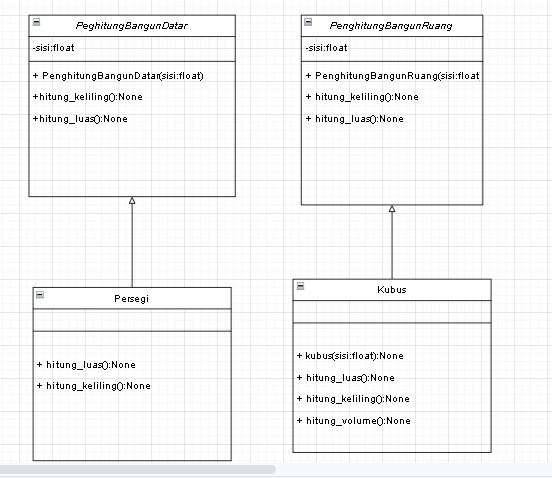 PeghitungBangunDatar
-sisi:float
+ PenghitungBangunDatar(sisi:float)
+hitung_keliling():None
+hitung_luas():None
PenghitungBangunRuang
-sisi:float
+ PenghitungBangunRuang(sisi:float
+ hitung_keliling():None
+ hitung_luas():None
Persegi
+ hitung_luas():None
+ hitung_keliling():None
Kubus
+ kubus(sisi:float):None
+ hitung_luas():None
+ hitung_keliling():None
+ hitung_volume():None